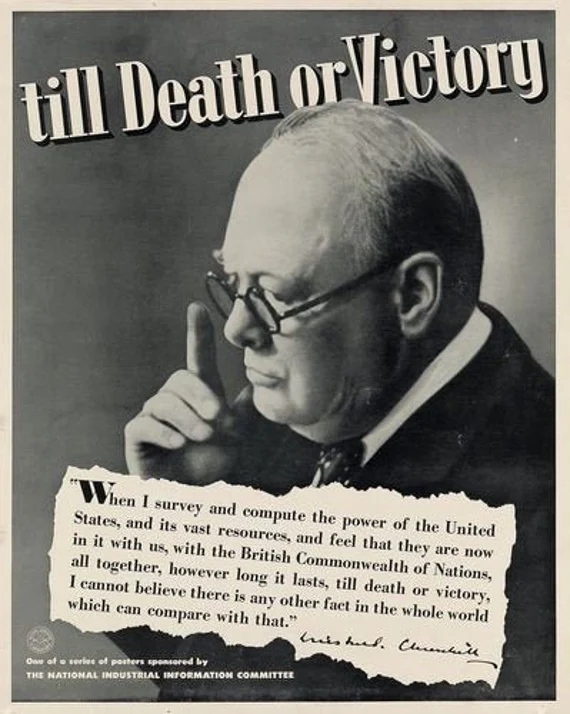 till Death or Victory
"When I survey and compute the power of the United
States, and its vast resources, and feel that they are now
in it with us, with the British Commonwealth of Nations,
all together, however long it lasts, till death or victory,
I cannot believe there is any other fact in the whole world
which can compare with that."
Winston S. Churchill
One of a series of posters sponsored by
THE NATIONAL INDUSTRIAL INFORMATION COMMITTEE